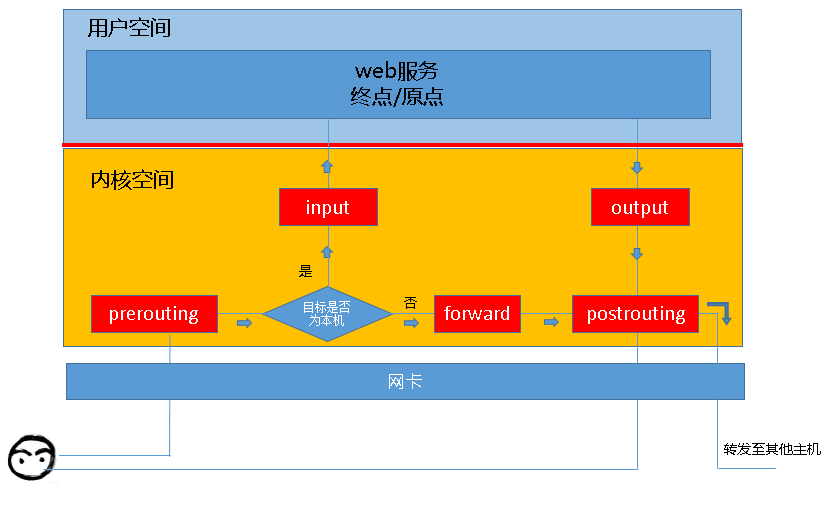 用户空间
web服务
终点/原点
内核空间
input
output
是
prerouting
目标是否
为本机
否
forward
postrouting
网卡
转发至其他主机